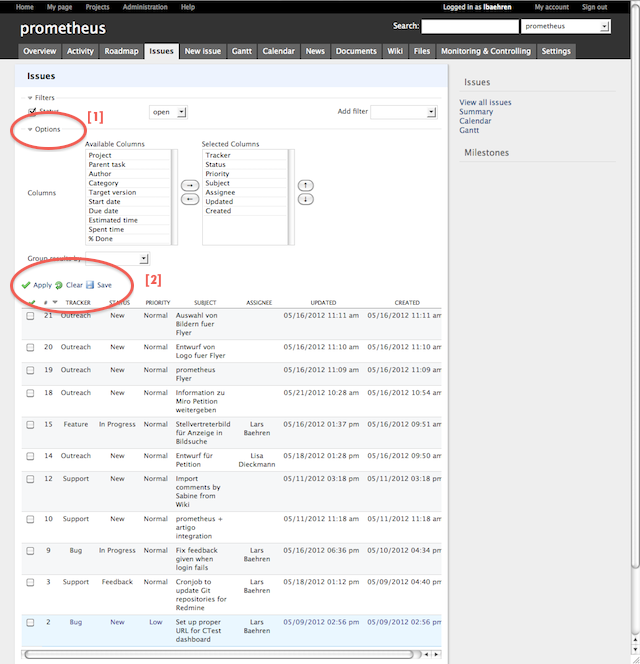 Home My page Projects Administration Help Logged in as lbaehren My account Sign out
prometheus Search: prometheus
Overview Activity Roadmap Issues New issue Gantt Calendar News Documents Wiki Files Monitoring & Controlling Settings
Issues
Filters
Status open Add filter
[1]
Options
Available Columns Selected Columns
Columns
Project
Parent task
Author
Category
Target version
Start date
Due date
Estimated time
Spent time
% Done
Tracker
Status
Priority
Subject
Assignee
Updated
Created
Group results by
[2]
Apply Clear Save
# TRACKER STATUS PRIORITY SUBJECT ASSIGNEE UPDATED CREATED
21 Outreach New Normal Auswahl von 05/16/2012 11:11 am 05/16/2012 11:11 am
Bildern fuer
Flyer
20 Outreach New Normal Entwurf von 05/16/2012 11:10 am 05/16/2012 11:10 am
Logo fuer Flyer
19 Outreach New Normal prometheus 05/16/2012 11:09 am 05/16/2012 11:09 am
Flyer
18 Outreach New Normal Information zu 05/21/2012 10:28 am 05/16/2012 10:54 am
Miro Petition
weitergeben
15 Feature In Progress Normal Stellvertreterbild Lars 05/16/2012 01:37 pm 05/16/2012 09:51 am
für Anzeige in Baehren
Bildsuche
14 Outreach New Normal Entwurf für Lisa 05/18/2012 01:28 pm 05/16/2012 09:50 am
Petition Dieckmann
12 Support New Normal Import 05/11/2012 03:18 pm 05/11/2012 03:18 pm
comments by
Sabine from
Wiki
10 Support New Normal prometheus + 05/11/2012 11:18 am 05/11/2012 11:18 am
artigo
integration
9 Bug In Progress Normal Fix feedback Lars 05/16/2012 06:36 pm 05/10/2012 04:34 pm
given when Baehren
login fails
3 Support Feedback Normal Cronjob to Lars 05/18/2012 01:12 pm 05/09/2012 04:40 pm
update Git Baehren
repositories for
Redmine
2 Bug New Low Set up proper Lars 05/09/2012 02:56 pm 05/09/2012 02:56 pm
URL for CTest Baehren
dashboard
Issues
View all issues
Summary
Calendar
Gantt
Milestones